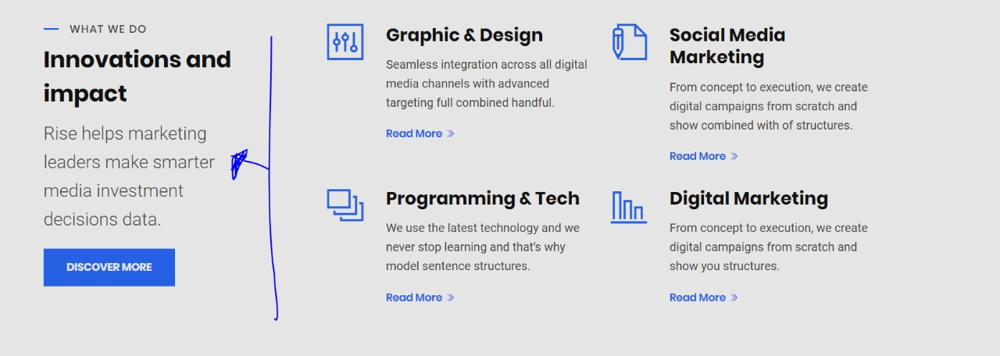 WHAT WE DO
Innovations and
impact
Rise helps marketing
leaders make smarter
media investment
decisions data.
DISCOVER MORE
Graphic & Design
Seamless integration across all digital
media channels with advanced
targeting full combined handful.
Read More
Social Media
Marketing
From concept to execution, we create
digital campaigns from scratch and
show combined with of structures.
Read More
Programming & Tech
We use the latest technology and we
never stop learning and that's why
model sentence structures.
Read More
Digital Marketing
From concept to execution, we create
digital campaigns from scratch and
show you structures.
Read More